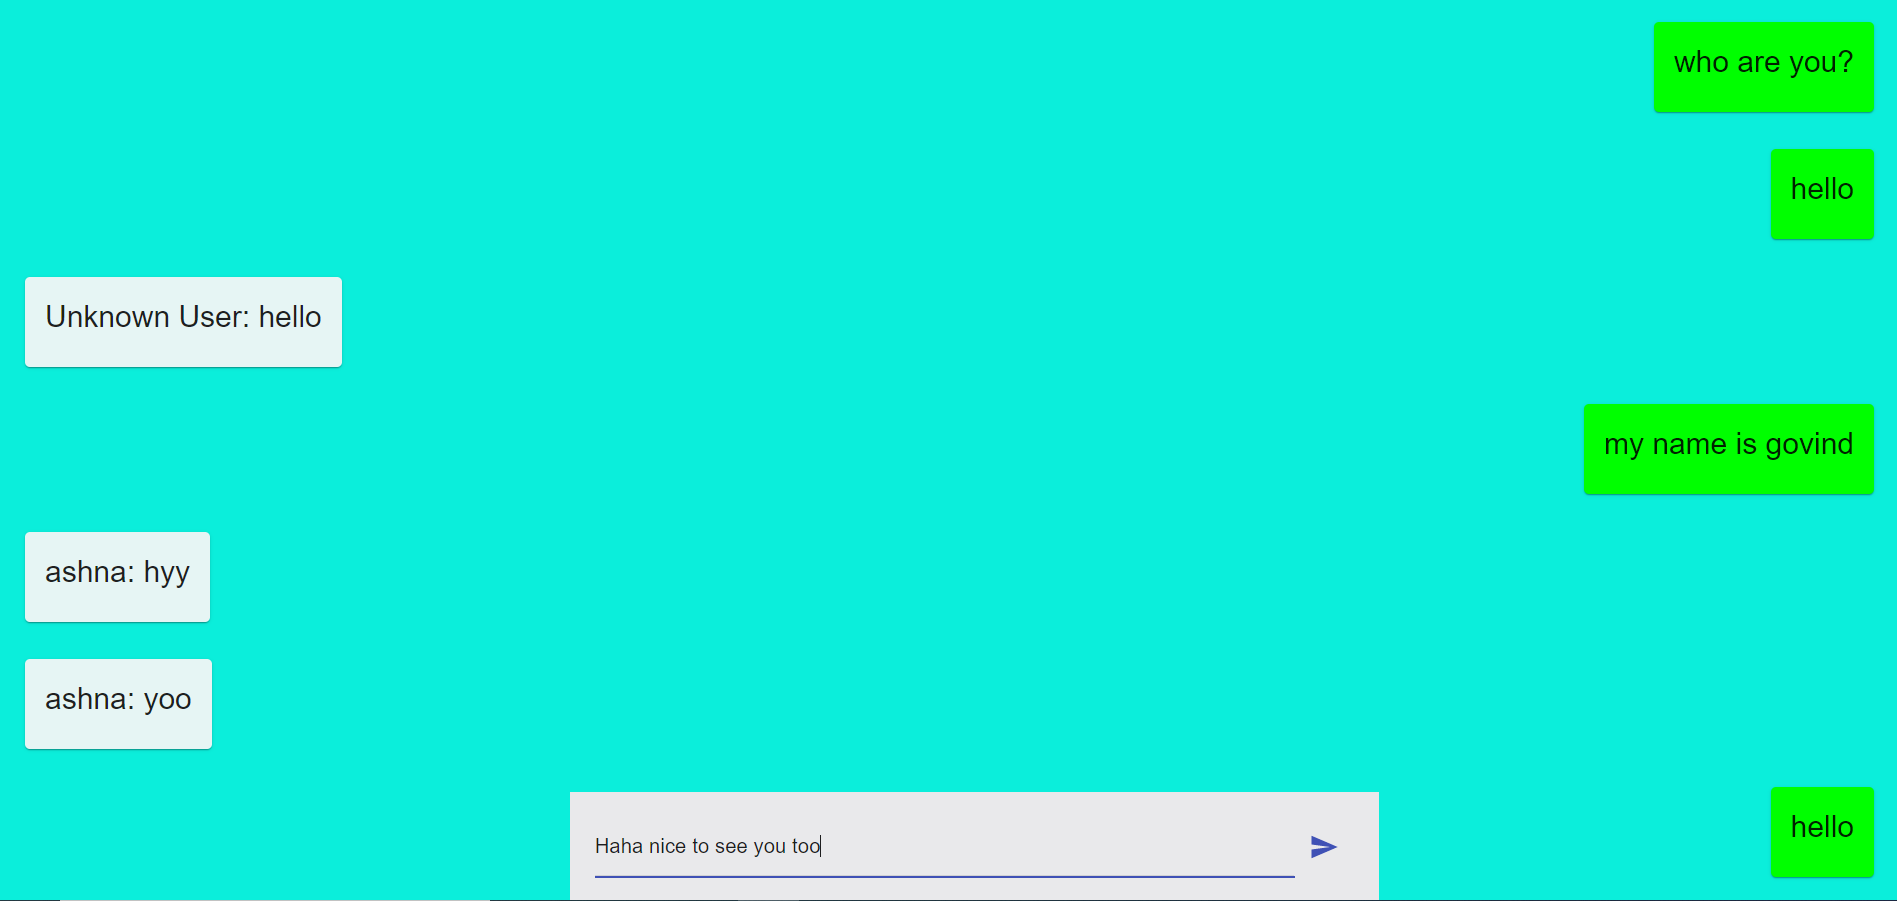 who are you?
hello
Unknown User: hello
my name is govind
ashna: hyy
ashna: yoo
hello
Haha nice to see you too